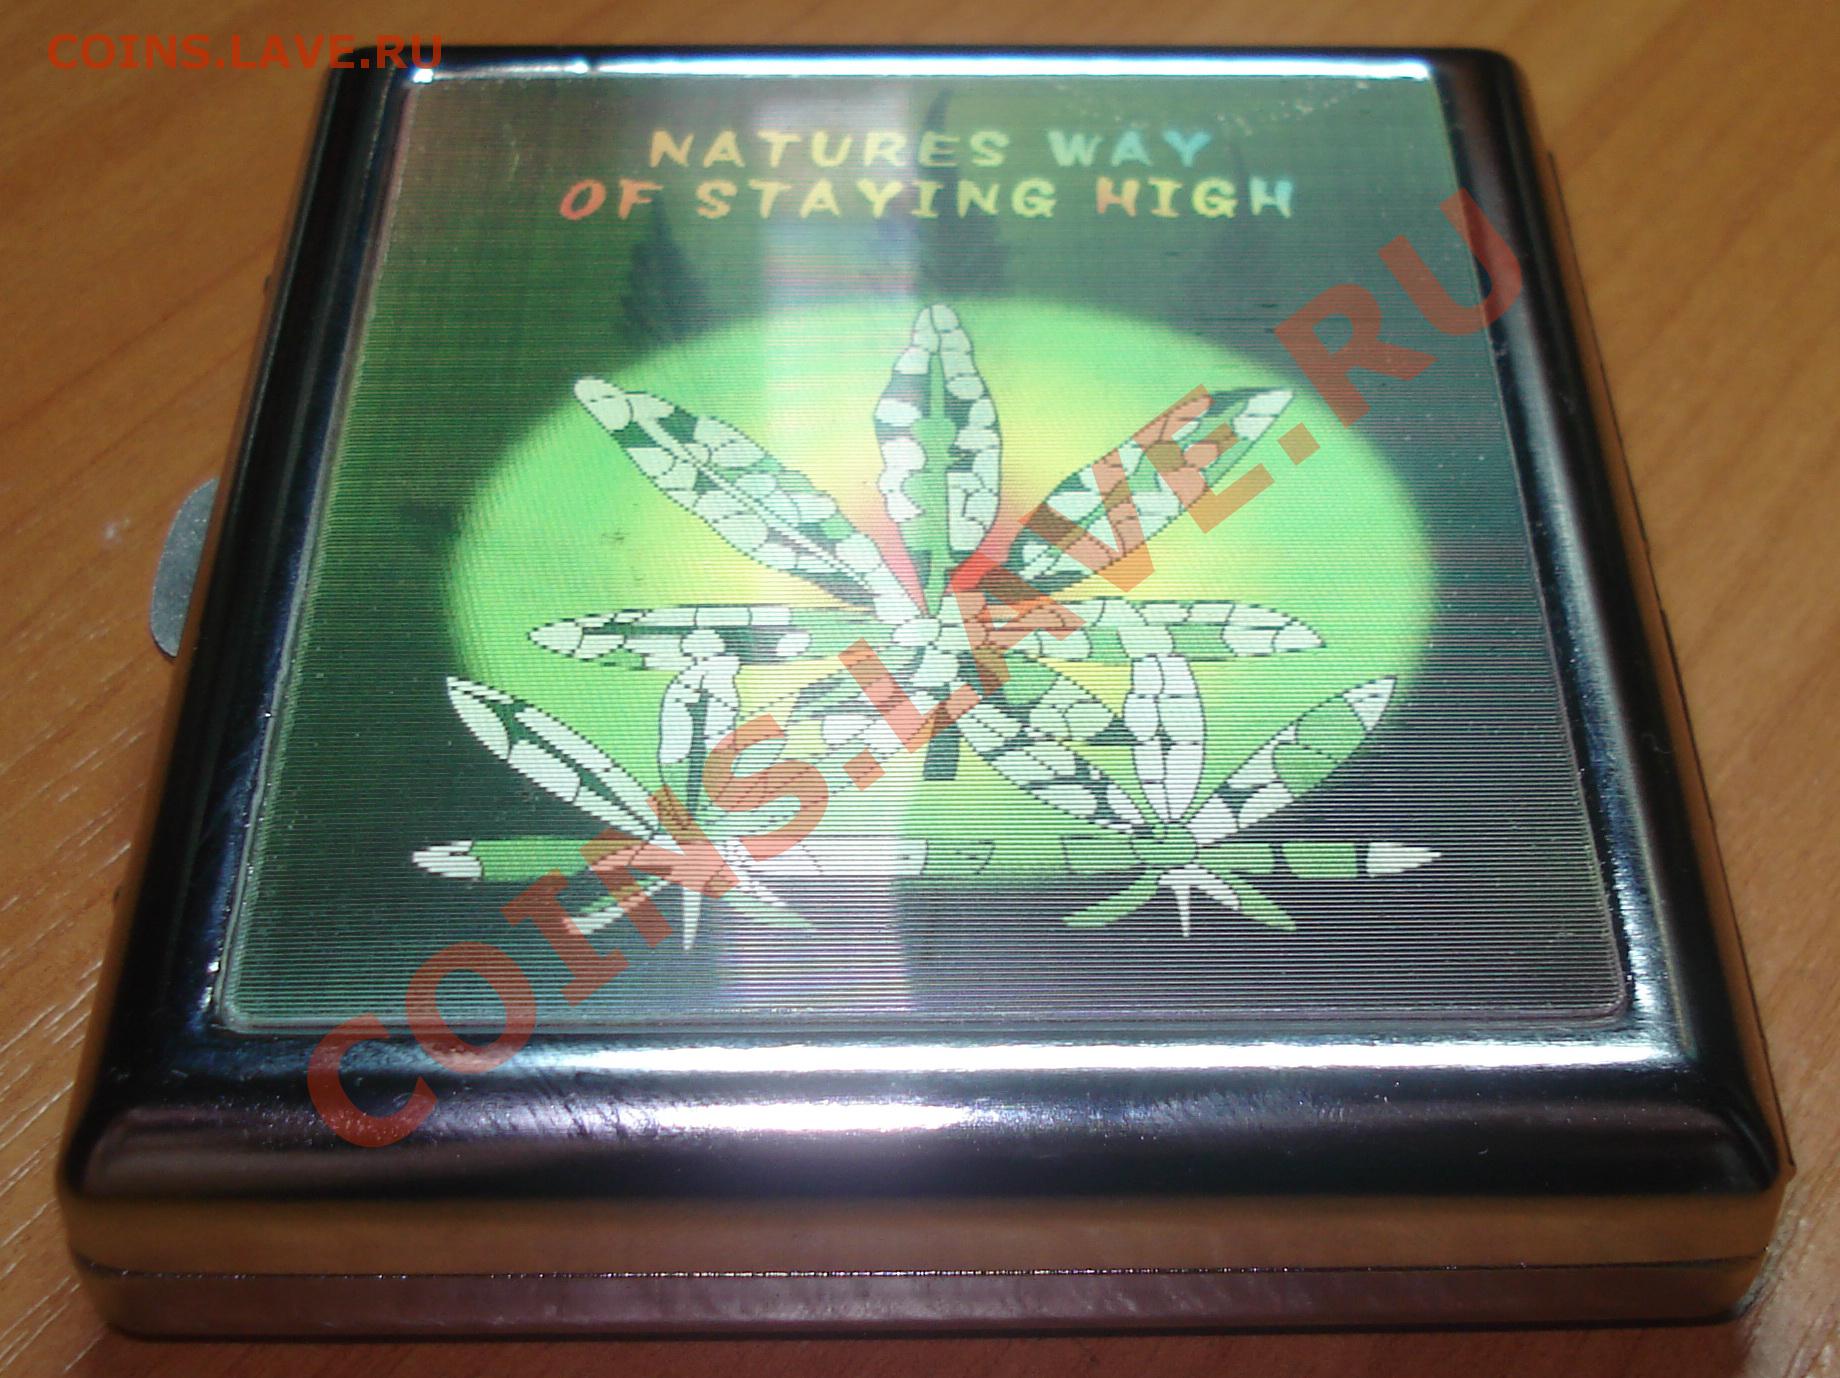 COINS.LAVE.RU
NATURES WAY
OF STAYING HIGH
COINS.LAVE.RU